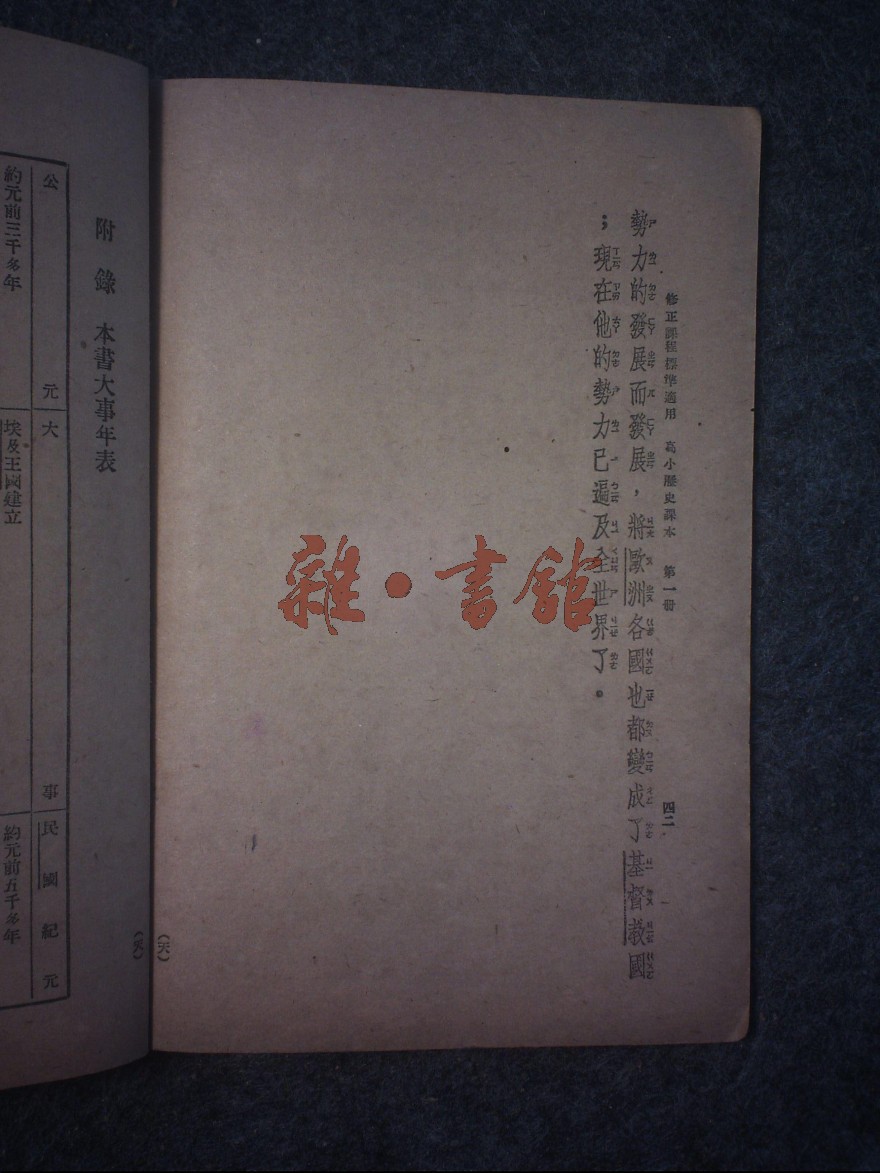 修正課程標準適用　高小歷史課本　第一冊
四二
勢力的發展而發展，將歐洲各國也都變成了基督教國
；現在他的勢力已遍及全世界了。
雜·書館
附錄　本書大事年表
公元
大事
民國紀元
約元前三千多年
埃及王國建立
約元前五千多年